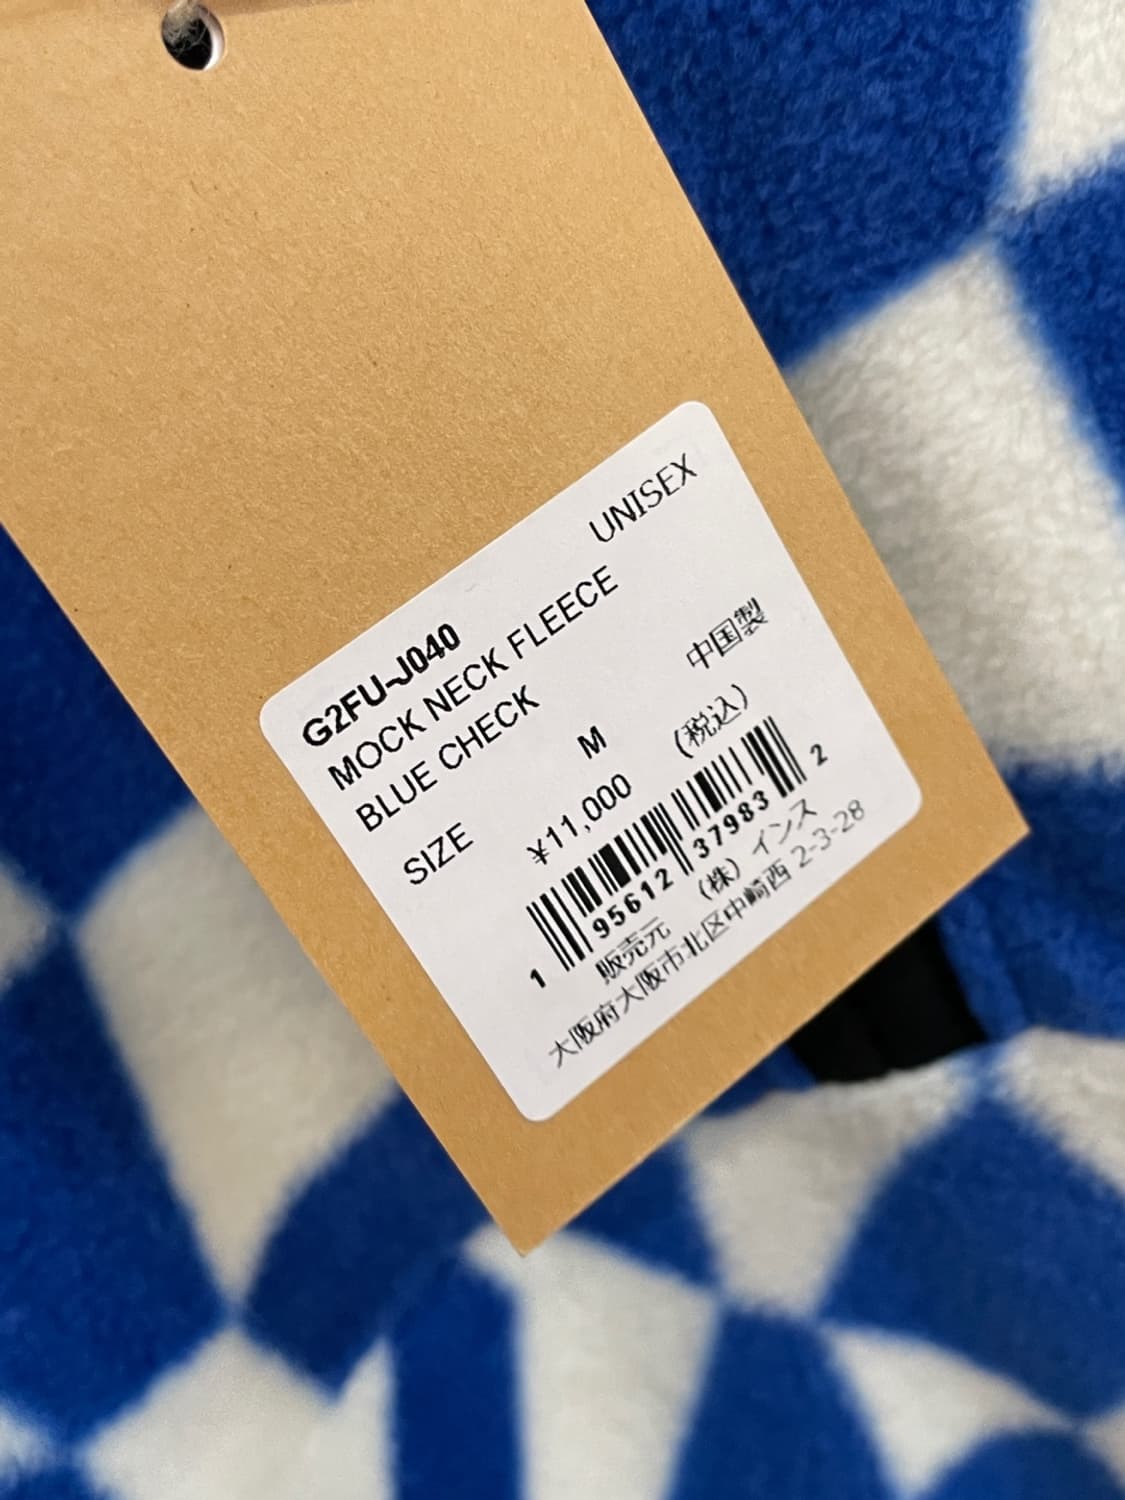 UNISEX
G2FU-J040
MOCK NECK FLEECE
BLUE CHECK
中国製
SIZE M
¥11,000 (税込)
1 95612 37983 2
販売元 (株) インス
大阪府大阪市北区中崎西 2-3-28